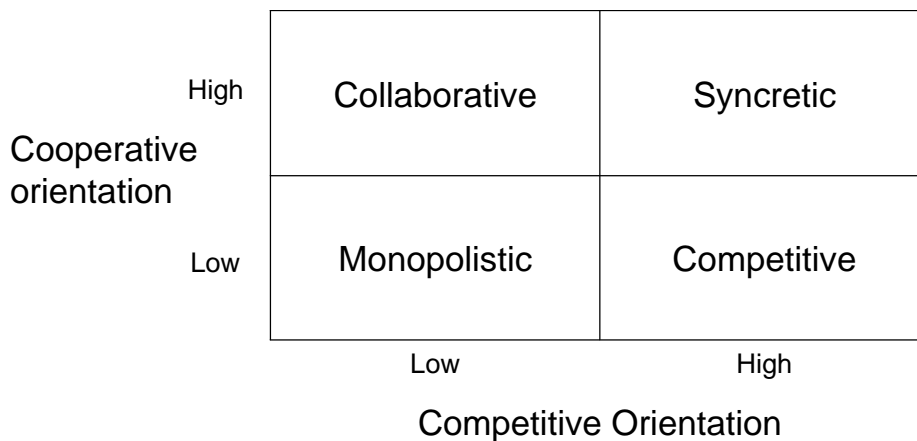 High
Collaborative
Syncretic
Cooperative
orientation
Low
Monopolistic
Competitive
Low
High
Competitive Orientation